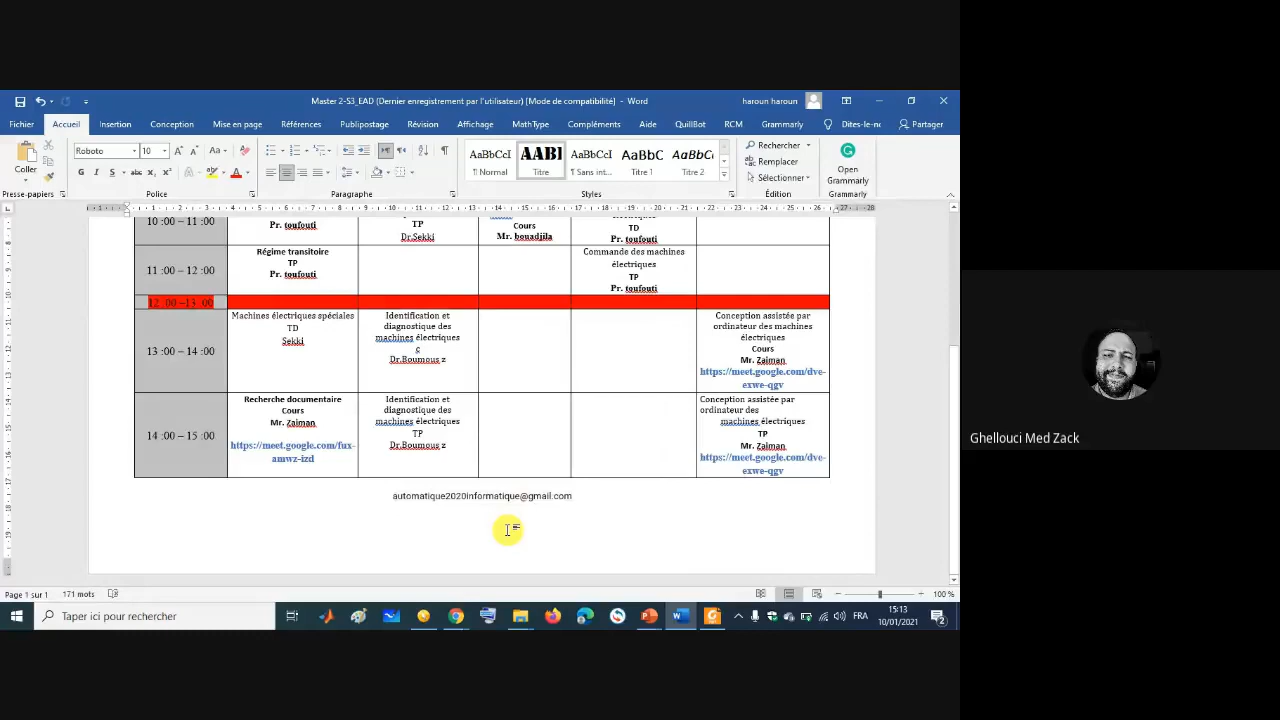 Master 2-S3_EAD (Dernier enregistrement par l'utilisateur) [Mode de compatibilité] - Word
haroun haroun
Fichier Accueil Insertion Conception Mise en page Références Publipostage Révision Affichage MathType Compléments Aide QuillBot RCM Grammarly Dites-le-nc Partager
Coller
Roboto 10
G I S
AaBbCcI AABI AaBbCcI AaBbC AaBbCc
¶ Normal Titre ¶ Sans int... Titre 1 Titre 2
Rechercher
Remplacer
Sélectionner
Open
Grammarly
Presse-papiers Police Paragraphe Styles Édition Grammarly
10 :00 – 11 :00
Pr. toufouti
TP
Dr.Sekki
Cours
Mr. bouadjila
TD
Pr. toufouti
11 :00 – 12 :00
Régime transitoire
TP
Pr. toufouti
Commande des machines
électriques
TP
Pr. toufouti
12 :00 –13 :00
13 :00 – 14 :00
Machines électriques spéciales
TD
Sekki
Identification et
diagnostique des
machines électriques
c
Dr.Boumous z
Conception assistée par
ordinateur des machines
électriques
Cours
Mr. Zaiman
https://meet.google.com/dve-
exwe-qgv
14 :00 – 15 :00
Recherche documentaire
Cours
Mr. Zaiman
https://meet.google.com/fux-
amwz-izd
Identification et
diagnostique des
machines électriques
TP
Dr.Boumous z
Conception assistée par
ordinateur des
machines électriques
TP
Mr. Zaiman
https://meet.google.com/dve-
exwe-qgv
automatique2020informatique@gmail.com
Ghellouci Med Zack
Page 1 sur 1 171 mots
100 %
Taper ici pour rechercher
FRA
15:13
10/01/2021
2